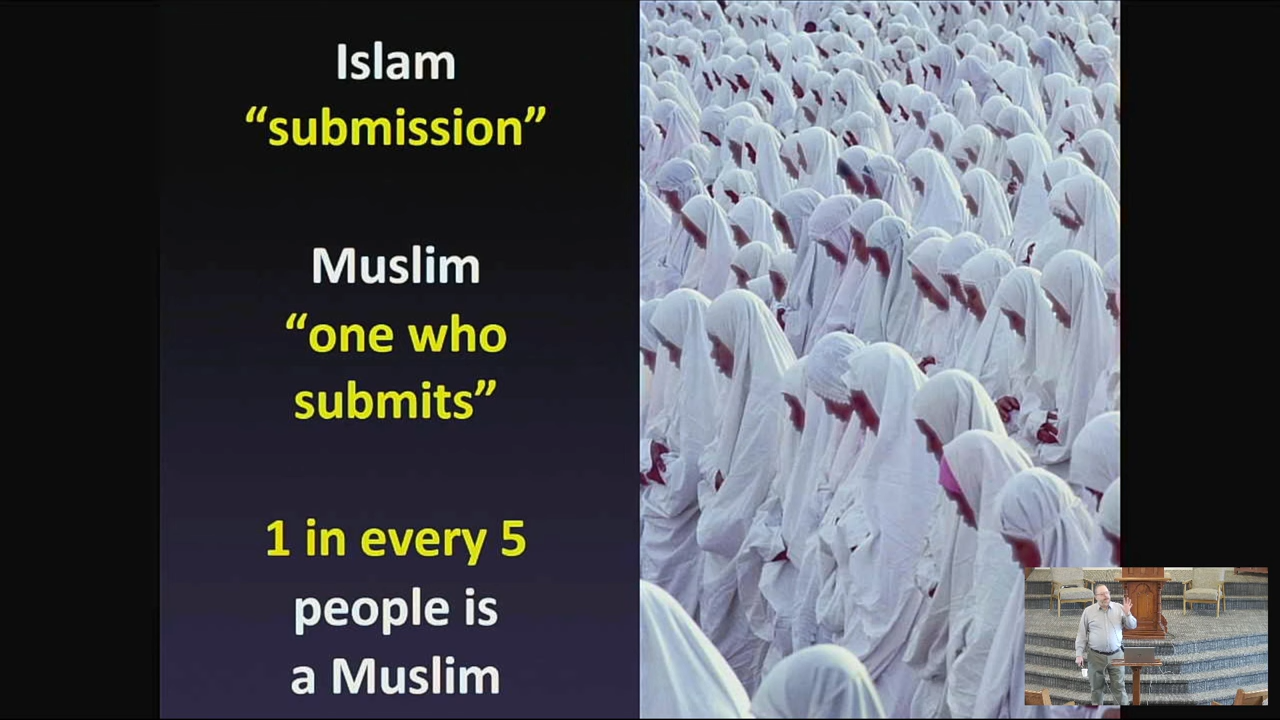 Islam
“submission”
Muslim
“one who
submits”
1 in every 5
people is
a Muslim